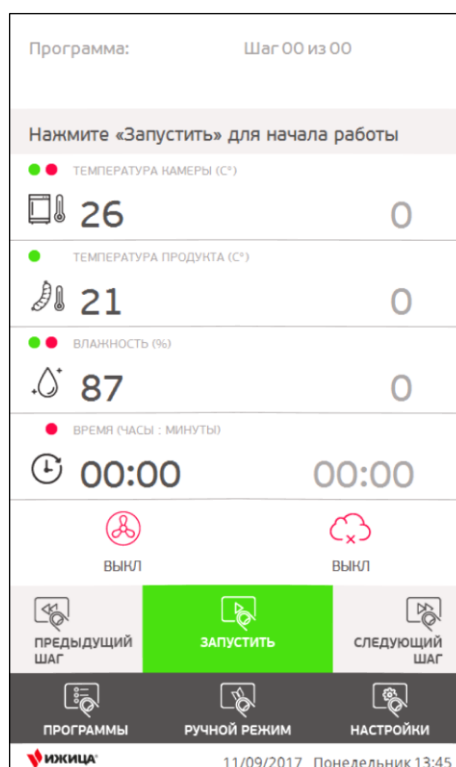 Программа: Шаг 00 из 00
Нажмите «Запустить» для начала работы
ТЕМПЕРАТУРА КАМЕРЫ (С°)
26 0
ТЕМПЕРАТУРА ПРОДУКТА (С°)
21 0
ВЛАЖНОСТЬ (%)
87 0
ВРЕМЯ (ЧАСЫ : МИНУТЫ)
00:00 00:00
ВЫКЛ ВЫКЛ
ПРЕДЫДУЩИЙ ШАГ
ЗАПУСТИТЬ
СЛЕДУЮЩИЙ ШАГ
ПРОГРАММЫ РУЧНОЙ РЕЖИМ НАСТРОЙКИ
ИЖИЦА 11/09/2017 Понедельник 13:45